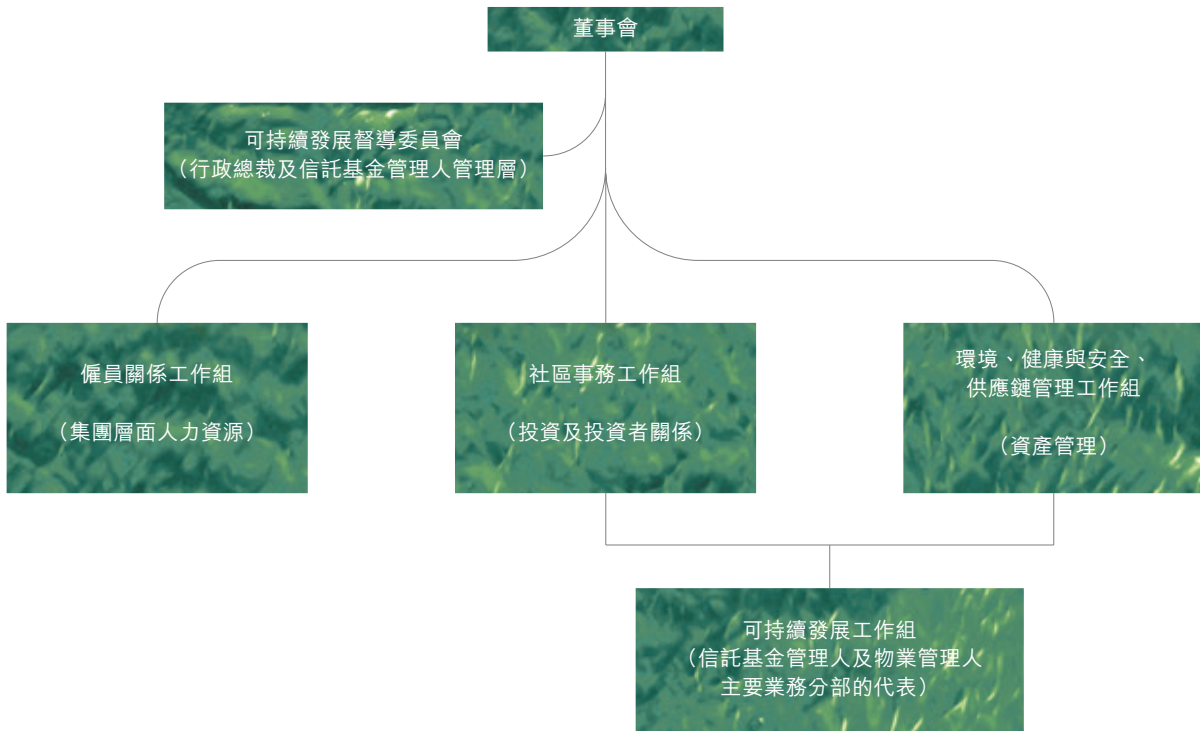 董事會
可持續發展督導委員會
（行政總裁及信託基金管理人管理層）
僱員關係工作組
（集團層面人力資源）
社區事務工作組
（投資及投資者關係）
環境、健康與安全、
供應鏈管理工作組
（資產管理）
可持續發展工作組
（信託基金管理人及物業管理人
主要業務分部的代表）